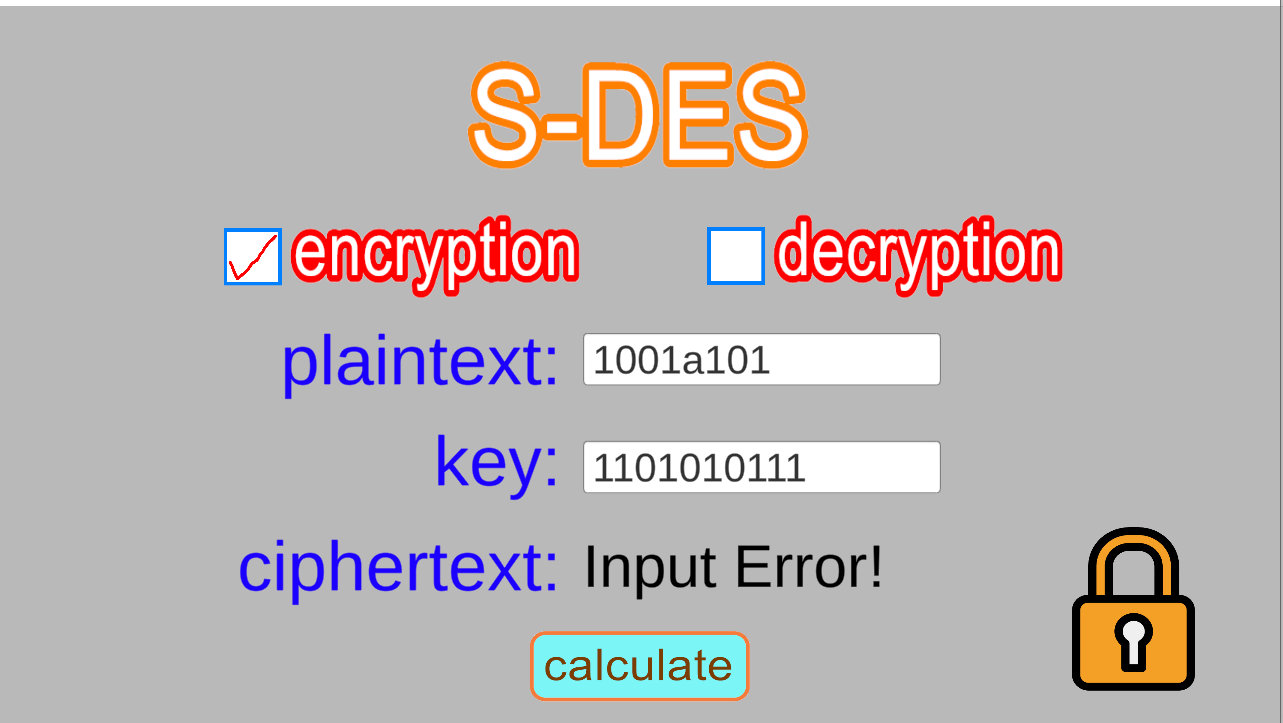 S-DES
encryption decryption
plaintext: 1001a101
key: 1101010111
ciphertext: Input Error!
calculate